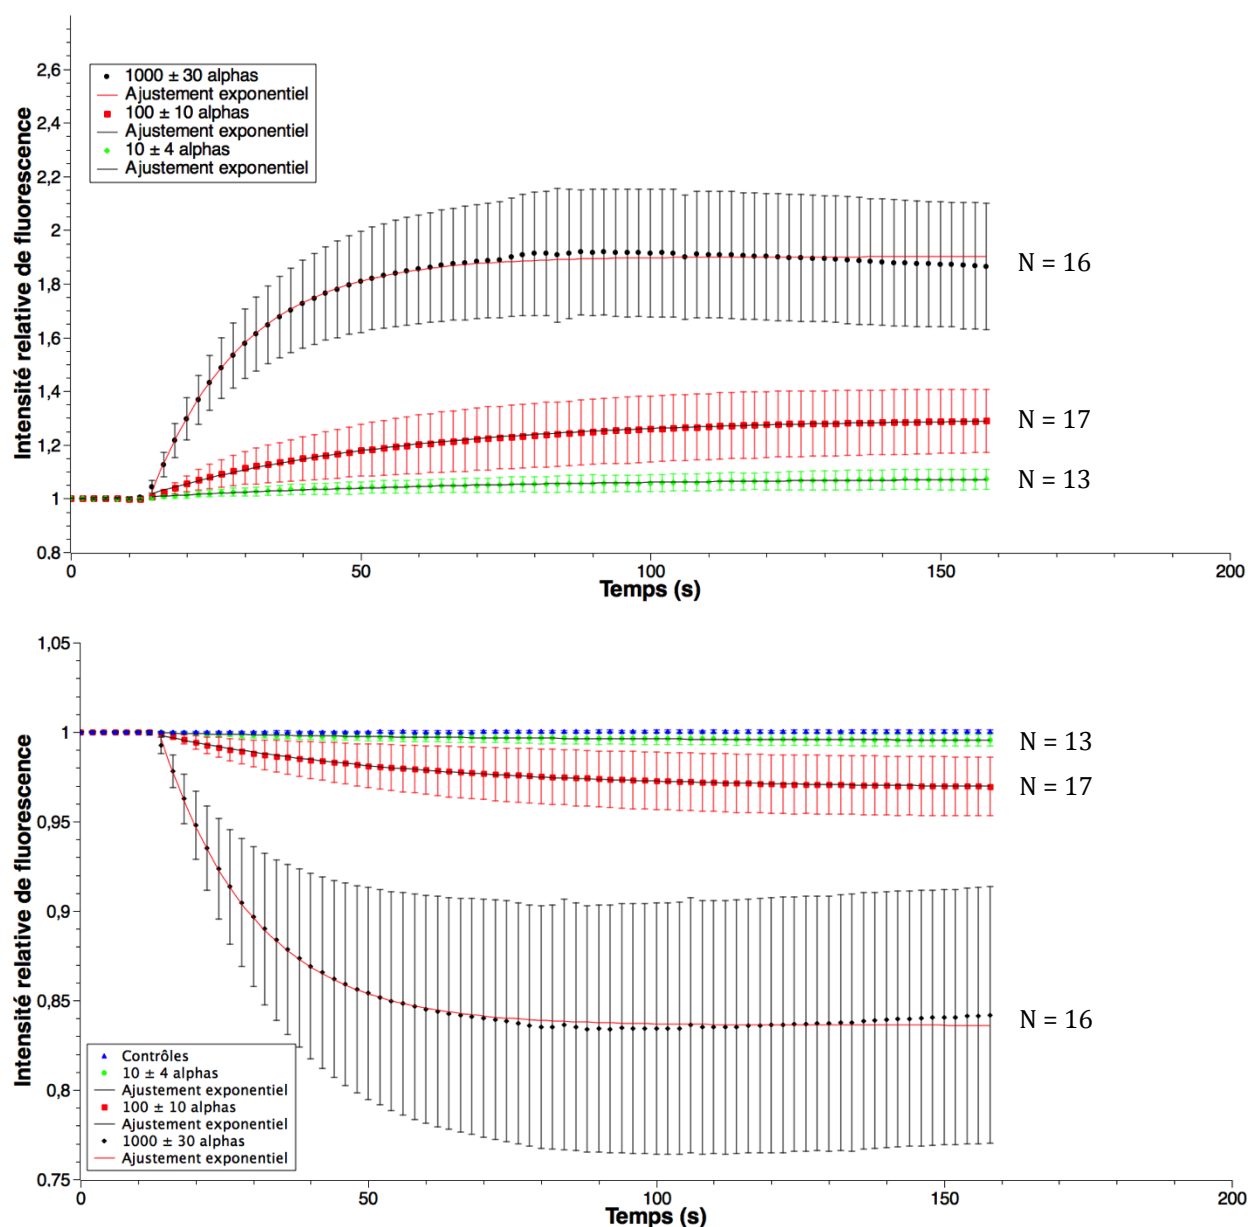 2,6
2,4
2,2
2
1,8
1,6
1,4
1,2
1
0.8
Intensité relative de fluorescence
1000 ± 30 alphas
Ajustement exponentiel
100 ± 10 alphas
Ajustement exponentiel
10 ± 4 alphas
Ajustement exponentiel
N = 16
N = 17
N = 13
0 50 100 150 200
Temps (s)
1,05
1
0,95
0,9
0,85
0,8
0.75
Intensité relative de fluorescence
N = 13
N = 17
N = 16
Contrôles
10 ± 4 alphas
Ajustement exponentiel
100 ± 10 alphas
Ajustement exponentiel
1000 ± 30 alphas
Ajustement exponentiel
0 50 100 150 200
Temps (s)